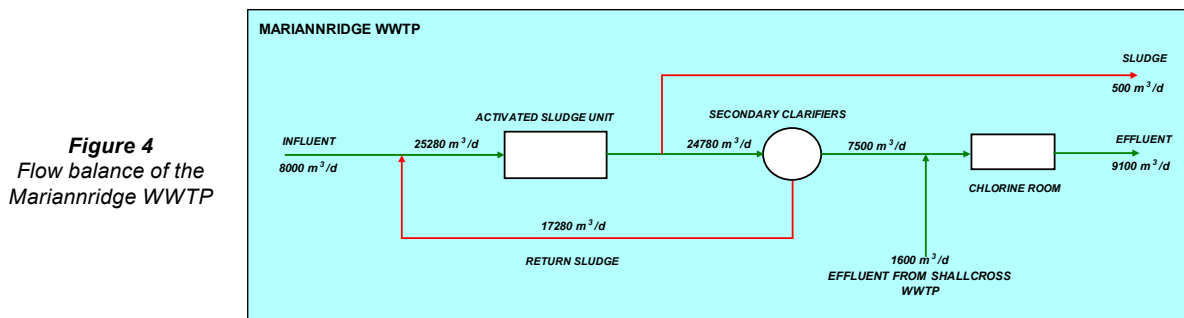 Figure 4
Flow balance of the
Mariannridge WWTP
MARIANNRIDGE WWTP
SLUDGE
500 m³/d
ACTIVATED SLUDGE UNIT
SECONDARY CLARIFIERS
INFLUENT
8000 m³/d
25280 m³/d
24780 m³/d
7500 m³/d
EFFLUENT
9100 m³/d
CHLORINE ROOM
17280 m³/d
RETURN SLUDGE
1600 m³/d
EFFLUENT FROM SHALLCROSS
WWTP